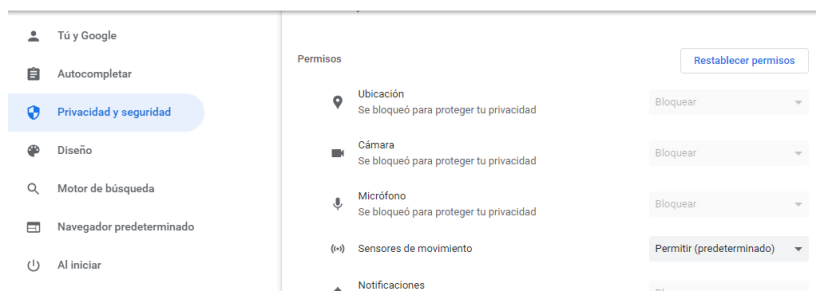 Tú y Google
Autocompletar
Privacidad y seguridad
Diseño
Motor de búsqueda
Navegador predeterminado
Al iniciar
Permisos
Restablecer permisos
Ubicación
Se bloqueó para proteger tu privacidad
Bloquear
Cámara
Se bloqueó para proteger tu privacidad
Bloquear
Micrófono
Se bloqueó para proteger tu privacidad
Bloquear
Sensores de movimiento
Permitir (predeterminado)
Notificaciones